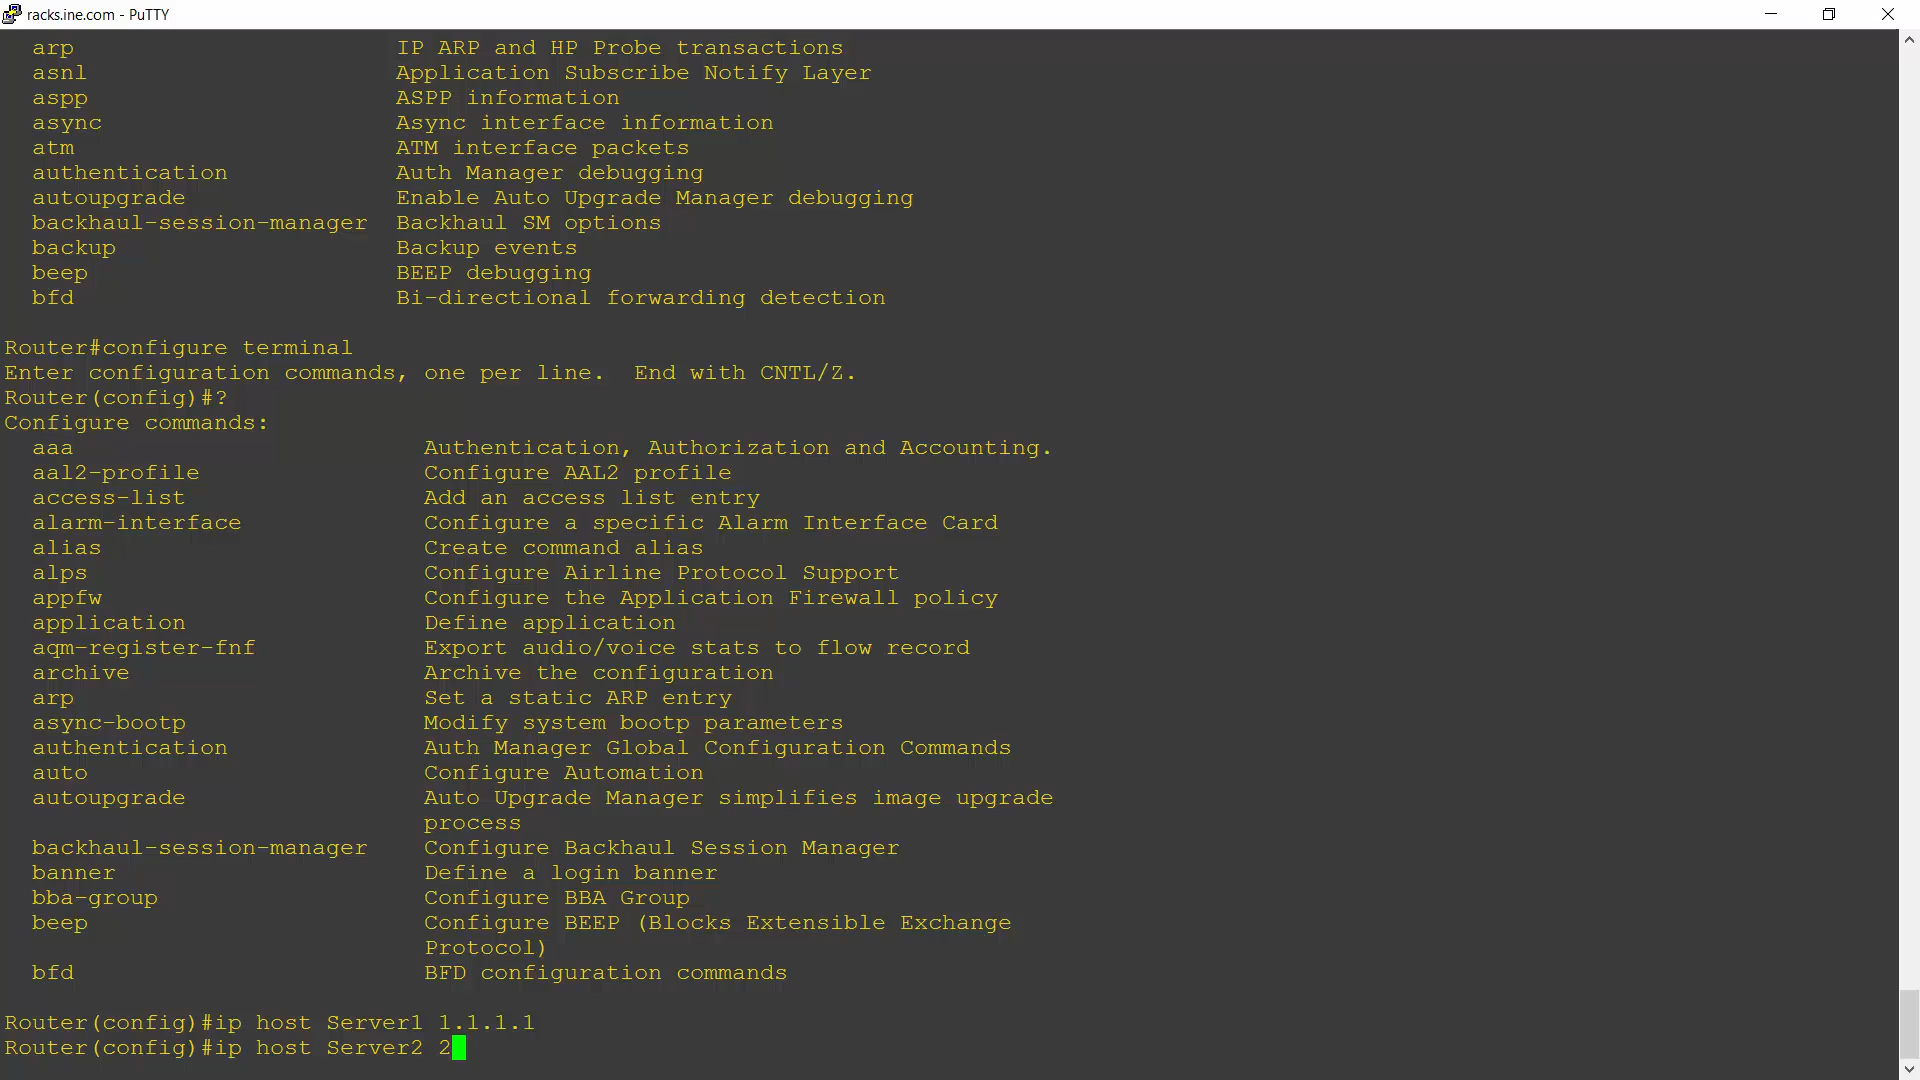 racks.ine.com - PuTTY
arp IP ARP and HP Probe transactions
asnl Application Subscribe Notify Layer
aspp ASPP information
async Async interface information
atm ATM interface packets
authentication Auth Manager debugging
autoupgrade Enable Auto Upgrade Manager debugging
backhaul-session-manager Backhaul SM options
backup Backup events
beep BEEP debugging
bfd Bi-directional forwarding detection
Router#configure terminal
Enter configuration commands, one per line.  End with CNTL/Z.
Router(config)#?
Configure commands:
aaa Authentication, Authorization and Accounting.
aal2-profile Configure AAL2 profile
access-list Add an access list entry
alarm-interface Configure a specific Alarm Interface Card
alias Create command alias
alps Configure Airline Protocol Support
appfw Configure the Application Firewall policy
application Define application
aqm-register-fnf Export audio/voice stats to flow record
archive Archive the configuration
arp Set a static ARP entry
async-bootp Modify system bootp parameters
authentication Auth Manager Global Configuration Commands
auto Configure Automation
autoupgrade Auto Upgrade Manager simplifies image upgrade
process
backhaul-session-manager Configure Backhaul Session Manager
banner Define a login banner
bba-group Configure BBA Group
beep Configure BEEP (Blocks Extensible Exchange
Protocol)
bfd BFD configuration commands
Router(config)#ip host Server1 1.1.1.1
Router(config)#ip host Server2 2